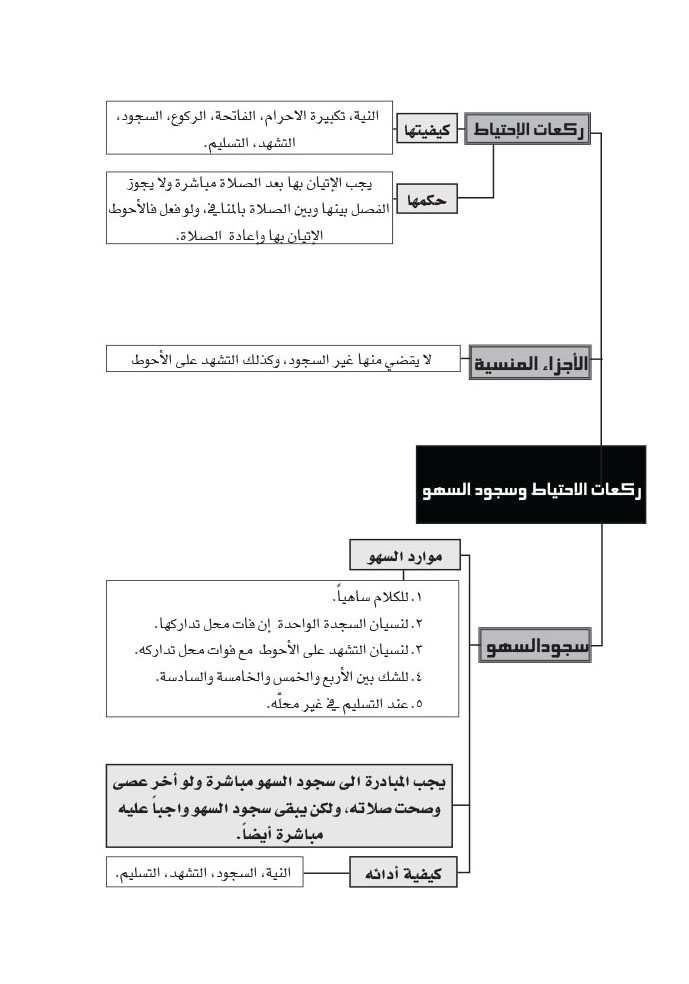 ركعات الإحتياط
كيفيتها
النية، تكبيرة الاحرام، الفاتحة، الركوع، السجود،
التشهد، التسليم.
حكمها
يجب الإتيان بها بعد الصلاة مباشرة ولا يجوز
الفصل بينها وبين الصلاة بالمنافي، ولو فعل فالأحوط
الإتيان بها وإعادة الصلاة.
الأجزاء المنسية
لا يقضي منها غير السجود، وكذلك التشهد على الأحوط
ركعات الاحتياط وسجود السهو
موارد السهو
١. للكلام ساهياً.
٢. لنسيان السجدة الواحدة إن فات محل تداركها.
٣. لنسيان التشهد على الأحوط مع فوات محل تداركه.
٤. للشك بين الأربع والخمس والخامسة والسادسة.
٥. عند التسليم في غير محلّه.
سجودالسهو
يجب المبادرة الى سجود السهو مباشرة ولو أخر عصى
وصحت صلاته، ولكن يبقى سجود السهو واجباً عليه
مباشرة أيضاً.
كيفية أدائه
النية، السجود، التشهد، التسليم.